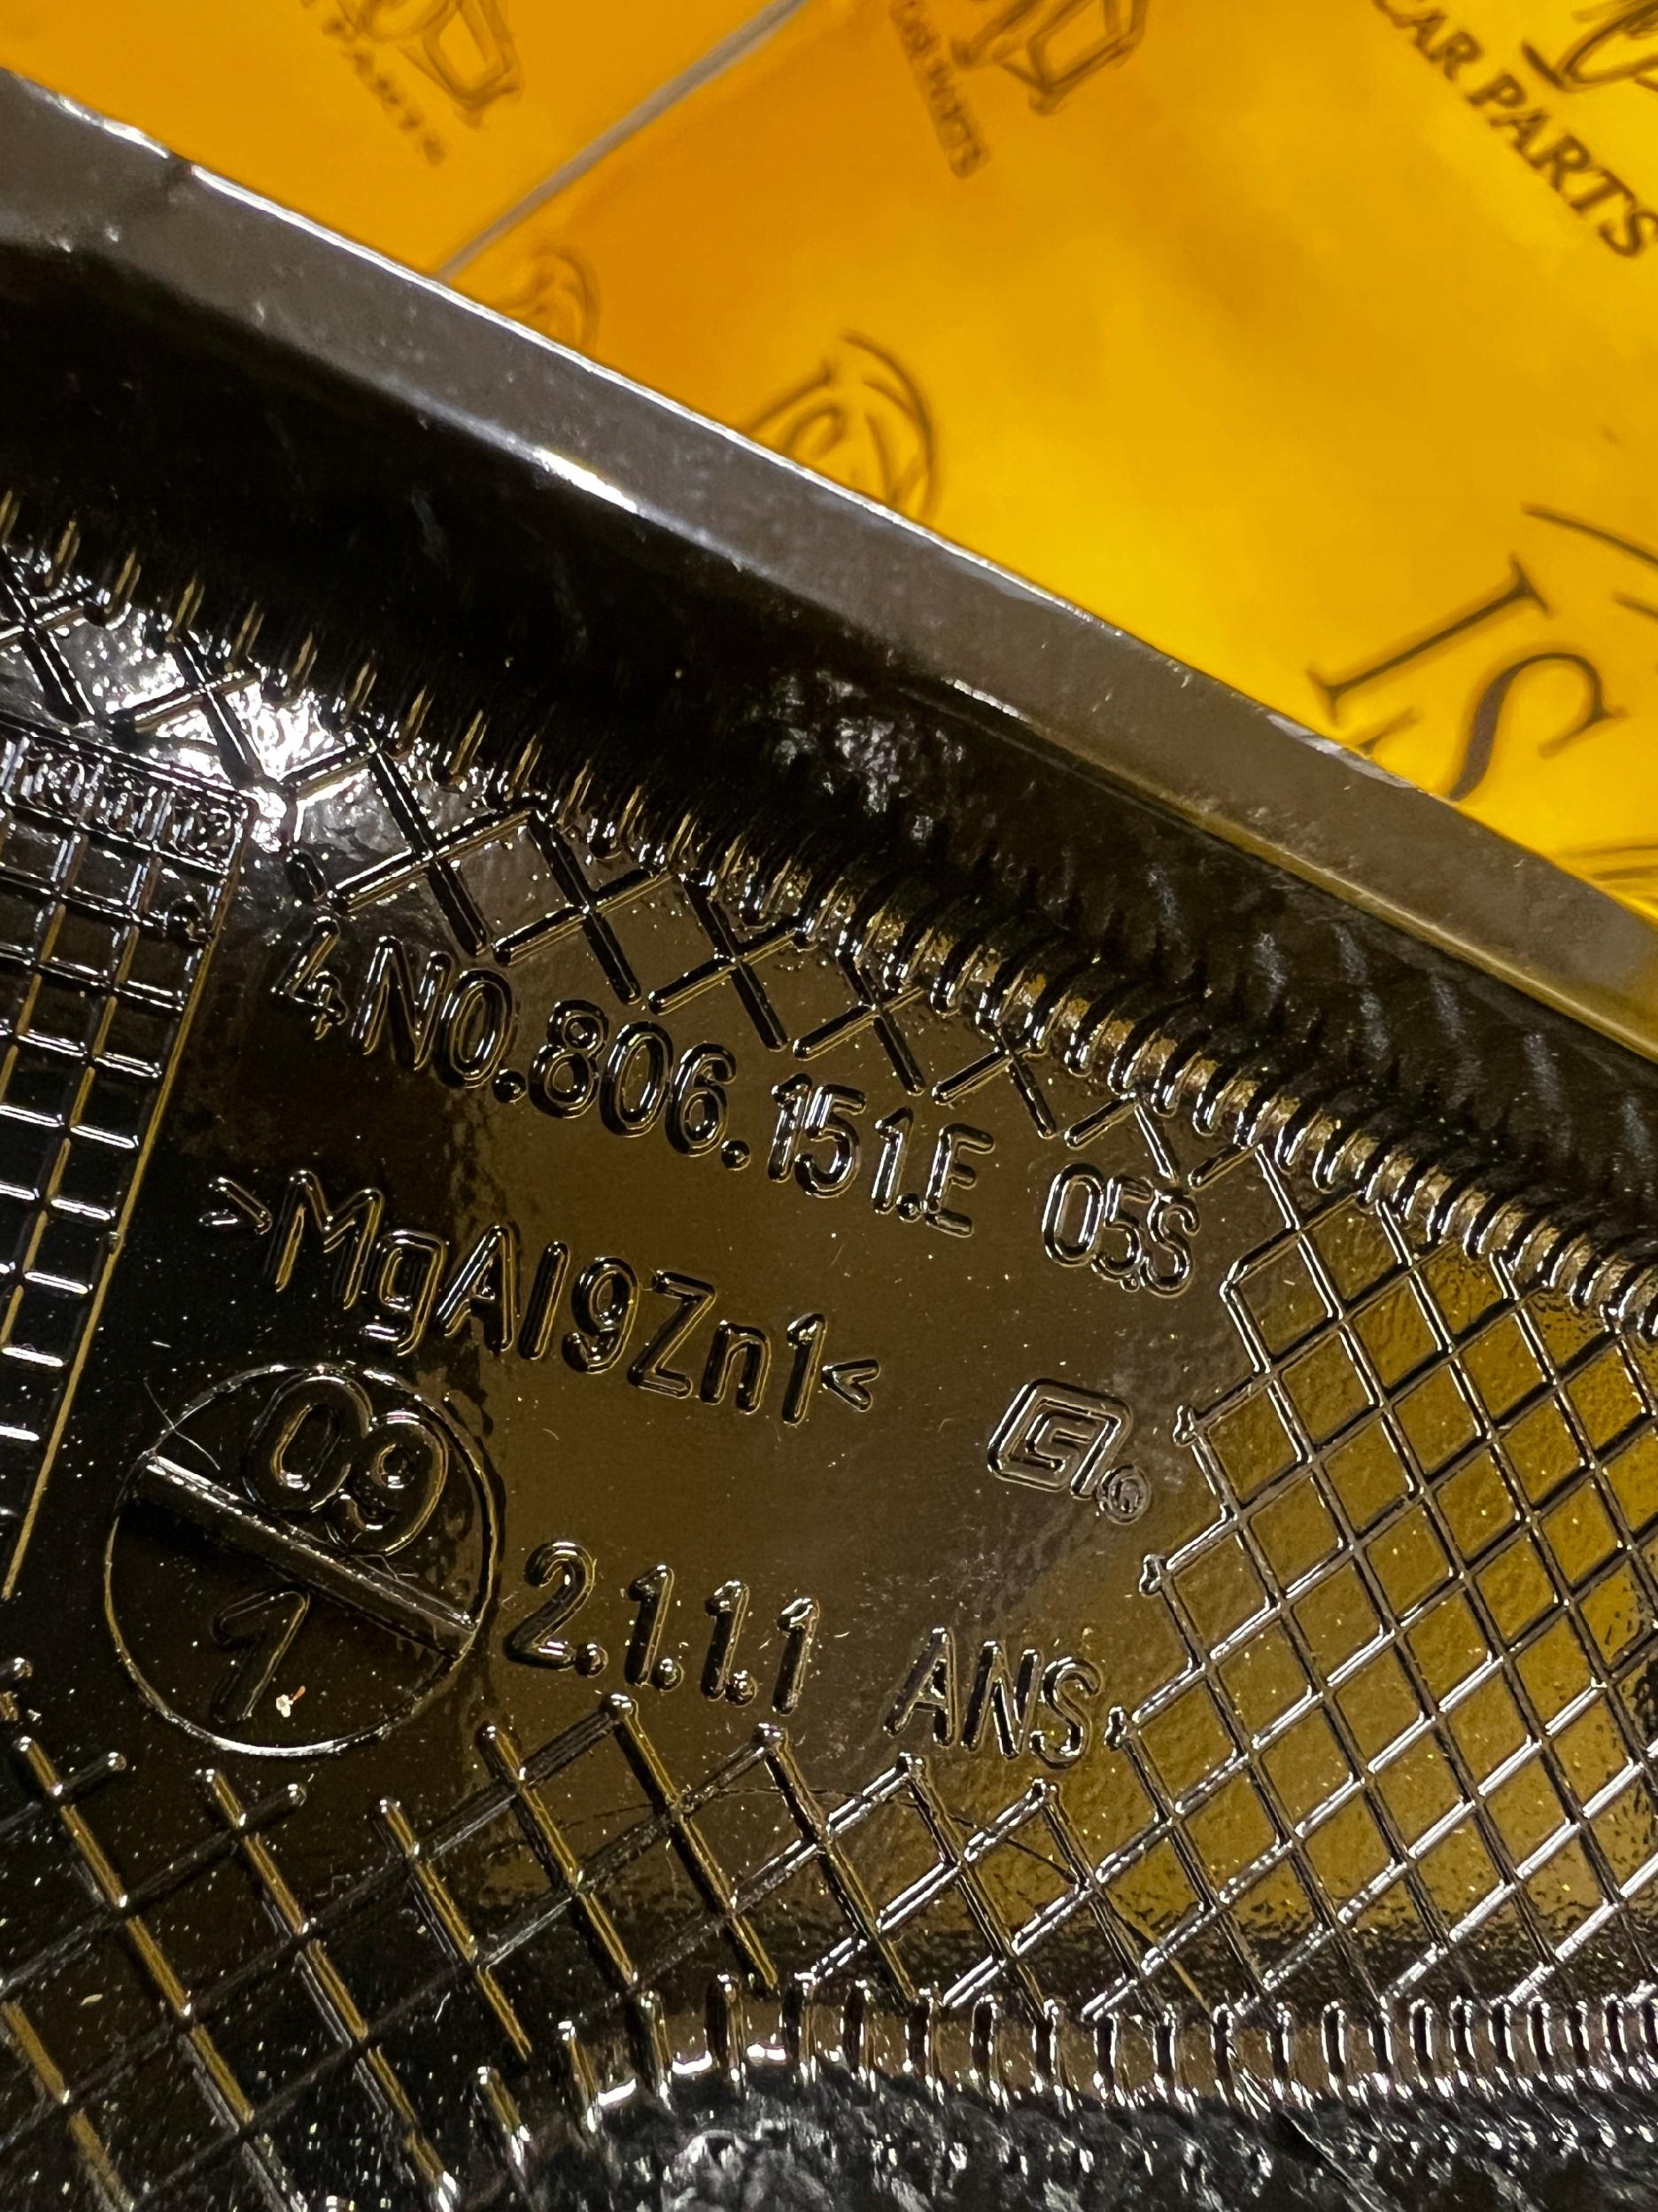 CAR PARTS
4N0.806.151.E 05S
>MgAl9Zn1<
09
1
2.1.1.1 ANS